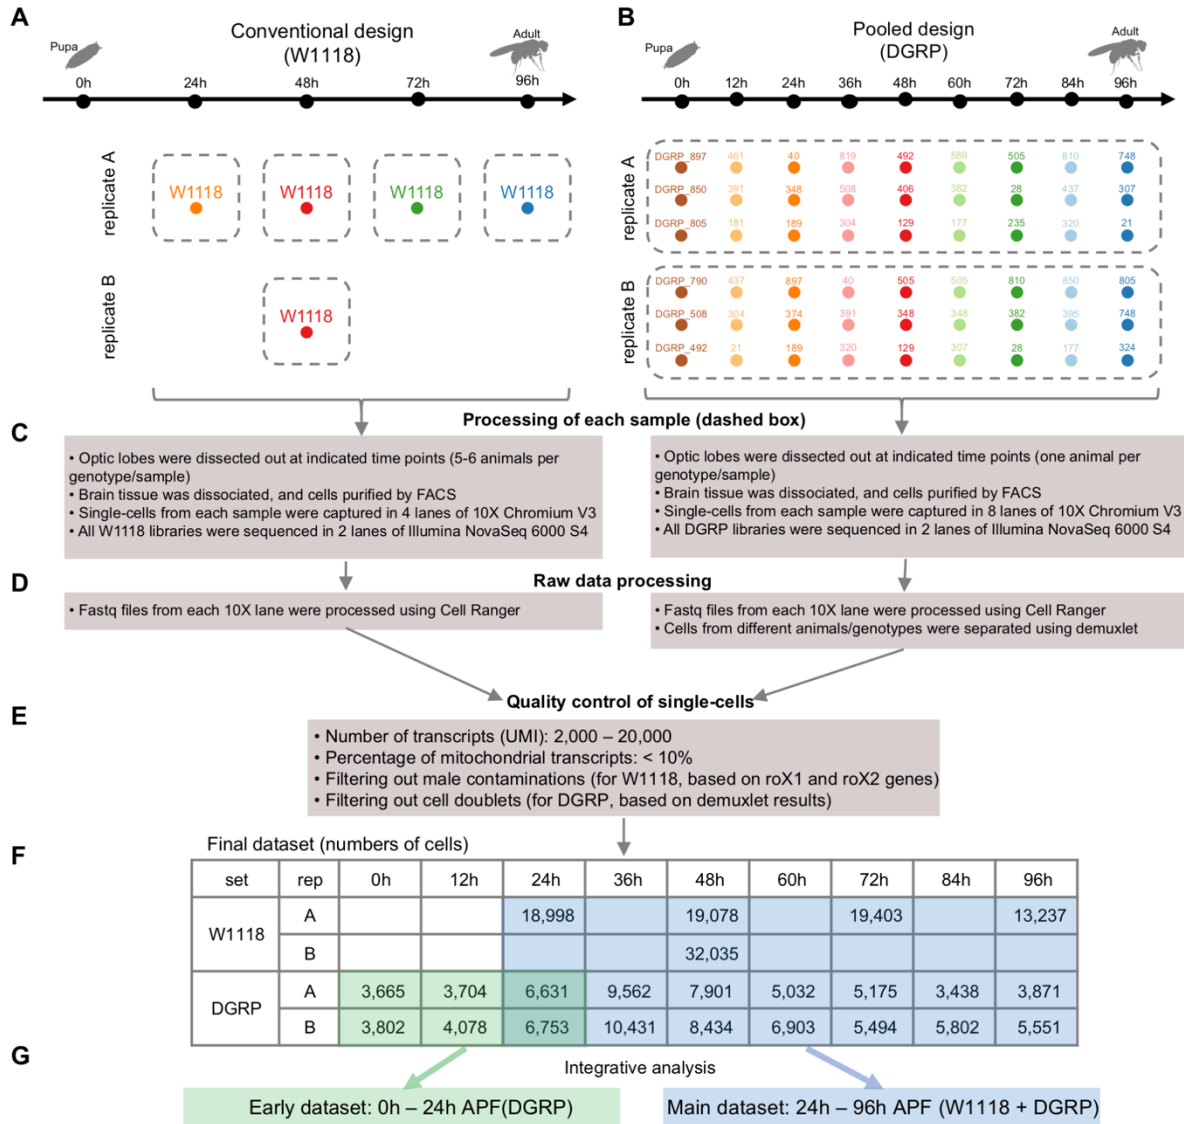 A
Conventional design
(W1118)
Pupa
Adult
0h 24h 48h 72h 96h
replicate A
W1118 W1118 W1118 W1118
replicate B
W1118
B
Pooled design
(DGRP)
Pupa
Adult
0h 12h 24h 36h 48h 60h 72h 84h 96h
replicate A
DGRP_897 461 40 819 492 589 505 810 748
DGRP_850 391 348 508 406 382 28 437 307
DGRP_805 181 189 304 129 177 235 320 21
replicate B
DGRP_790 437 897 40 505 505 810 850 805
DGRP_508 304 374 391 348 348 382 395 748
DGRP_492 21 189 320 129 307 28 177 324
C
Processing of each sample (dashed box)
• Optic lobes were dissected out at indicated time points (5-6 animals per
genotype/sample)
• Brain tissue was dissociated, and cells purified by FACS
• Single-cells from each sample were captured in 4 lanes of 10X Chromium V3
• All W1118 libraries were sequenced in 2 lanes of Illumina NovaSeq 6000 S4
• Optic lobes were dissected out at indicated time points (one animal per
genotype/sample)
• Brain tissue was dissociated, and cells purified by FACS
• Single-cells from each sample were captured in 8 lanes of 10X Chromium V3
• All DGRP libraries were sequenced in 2 lanes of Illumina NovaSeq 6000 S4
D
Raw data processing
• Fastq files from each 10X lane were processed using Cell Ranger
• Fastq files from each 10X lane were processed using Cell Ranger
• Cells from different animals/genotypes were separated using demuxlet
E
Quality control of single-cells
• Number of transcripts (UMI): 2,000 – 20,000
• Percentage of mitochondrial transcripts: < 10%
• Filtering out male contaminations (for W1118, based on roX1 and roX2 genes)
• Filtering out cell doublets (for DGRP, based on demuxlet results)
F
Final dataset (numbers of cells)
set rep 0h 12h 24h 36h 48h 60h 72h 84h 96h
W1118 A 18,998 19,078 19,403 13,237
B 32,035
DGRP A 3,665 3,704 6,631 9,562 7,901 5,032 5,175 3,438 3,871
B 3,802 4,078 6,753 10,431 8,434 6,903 5,494 5,802 5,551
G
Integrative analysis
Early dataset: 0h – 24h APF(DGRP)
Main dataset: 24h – 96h APF (W1118 + DGRP)